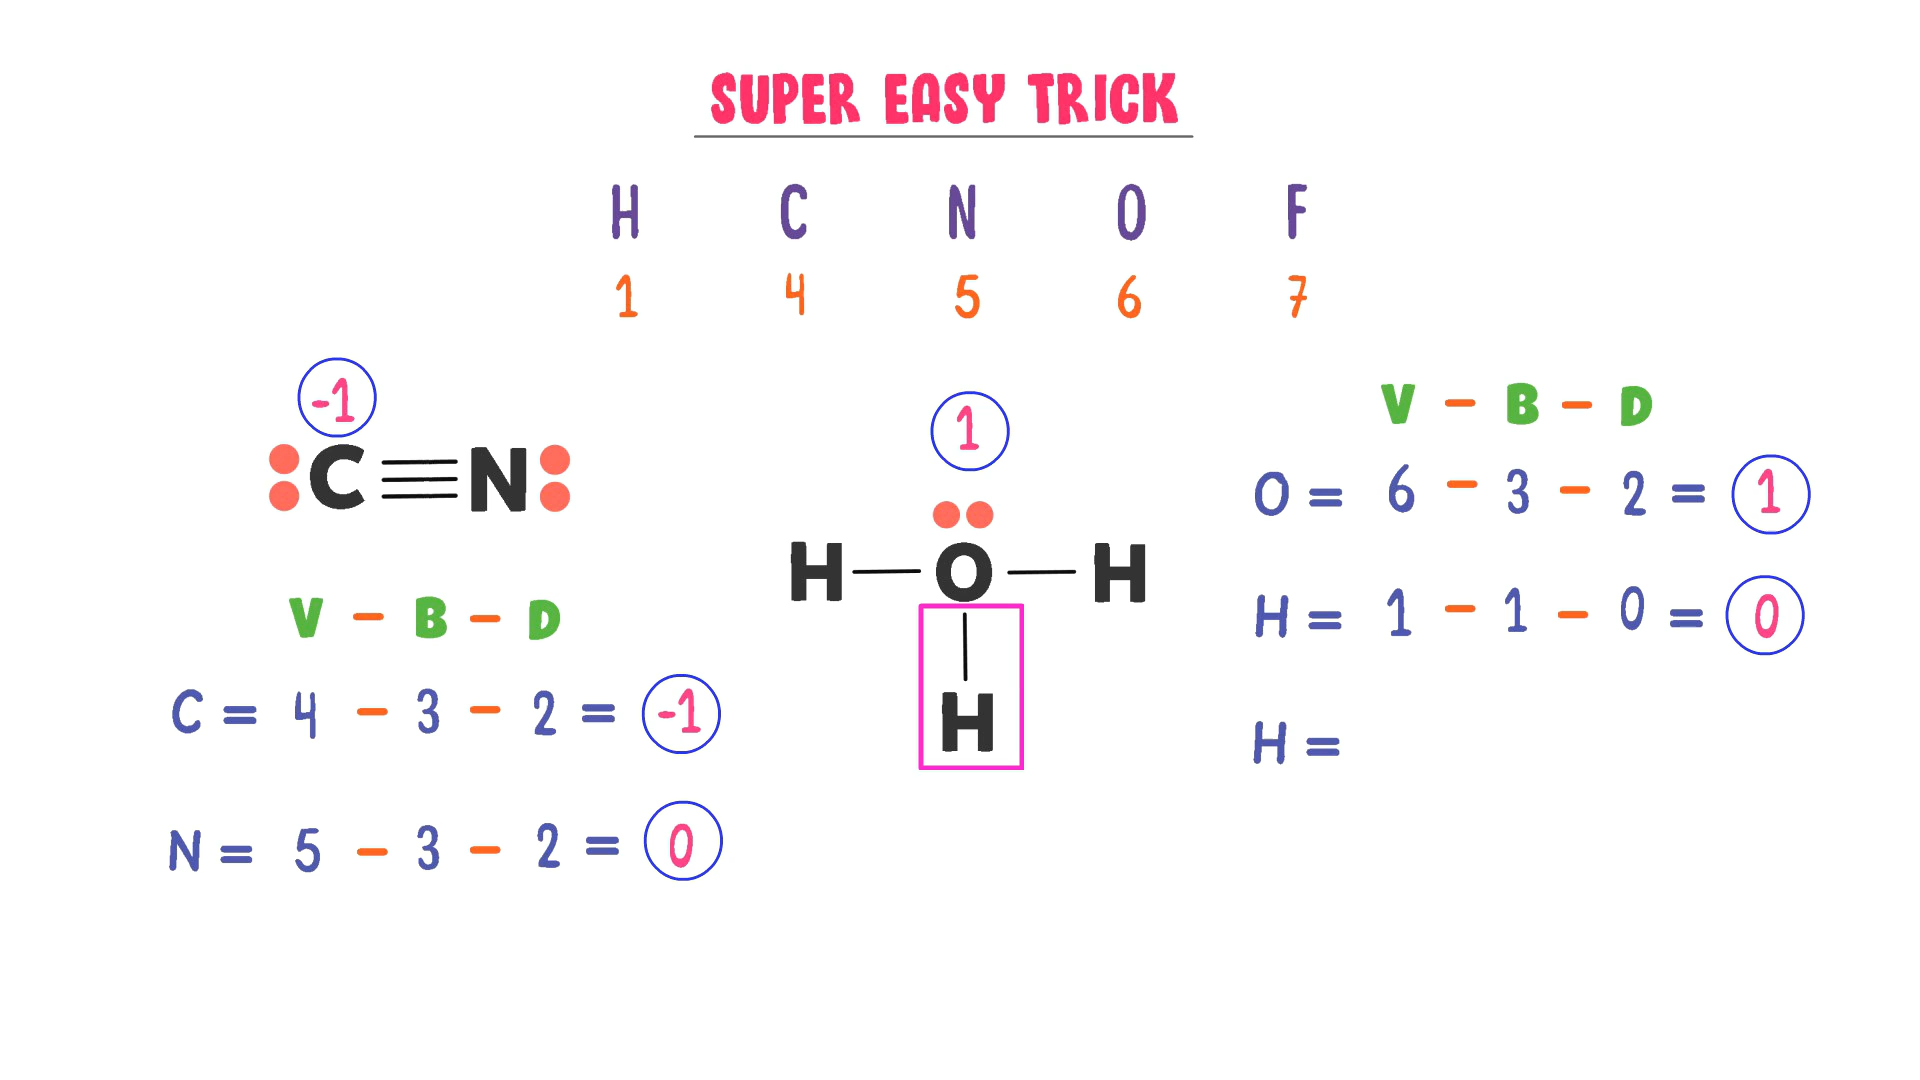 SUPER EASY TRICK
H C N O F
1 4 5 6 7
-1
C≡N
V - B - D
C = 4 - 3 - 2 = -1
N = 5 - 3 - 2 = 0
1
H—O—H
H
V - B - D
O = 6 - 3 - 2 = 1
H = 1 - 1 - 0 = 0
H =